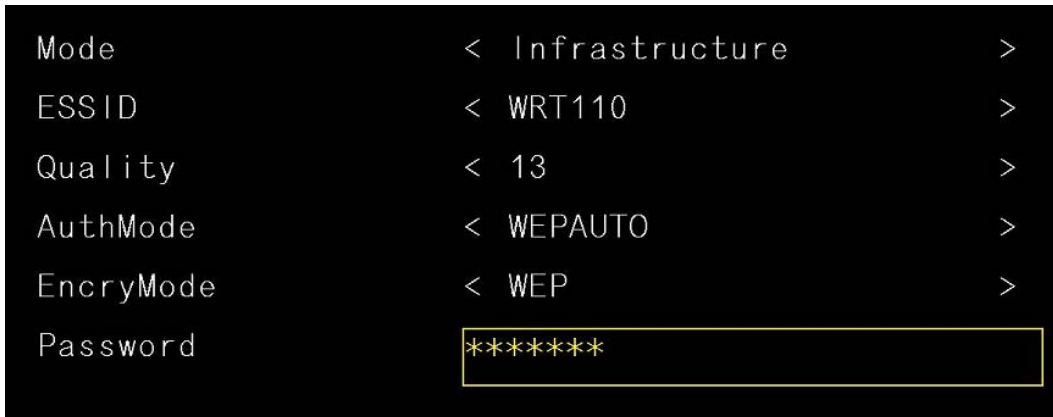 Mode < Infrastructure >
ESSID < WRT110 >
Quality < 13 >
AuthMode < WEPAUTO >
EncryMode < WEP >
Password *******